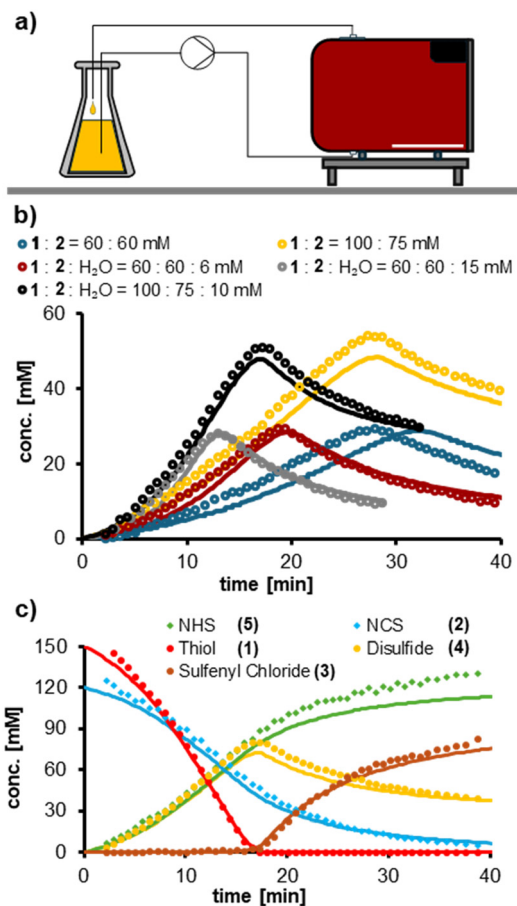 a)
b)
1 : 2 = 60 : 60 mM
1 : 2 = 100 : 75 mM
1 : 2 : H₂O = 60 : 60 : 6 mM
1 : 2 : H₂O = 60 : 60 : 15 mM
1 : 2 : H₂O = 100 : 75 : 10 mM
60
40
20
0
conc. [mM]
0 10 20 30 40
time [min]
c)
NHS (5)
NCS (2)
Thiol (1)
Disulfide (4)
Sulfenyl Chloride (3)
150
120
90
60
30
0
conc. [mM]
0 10 20 30 40
time [min]